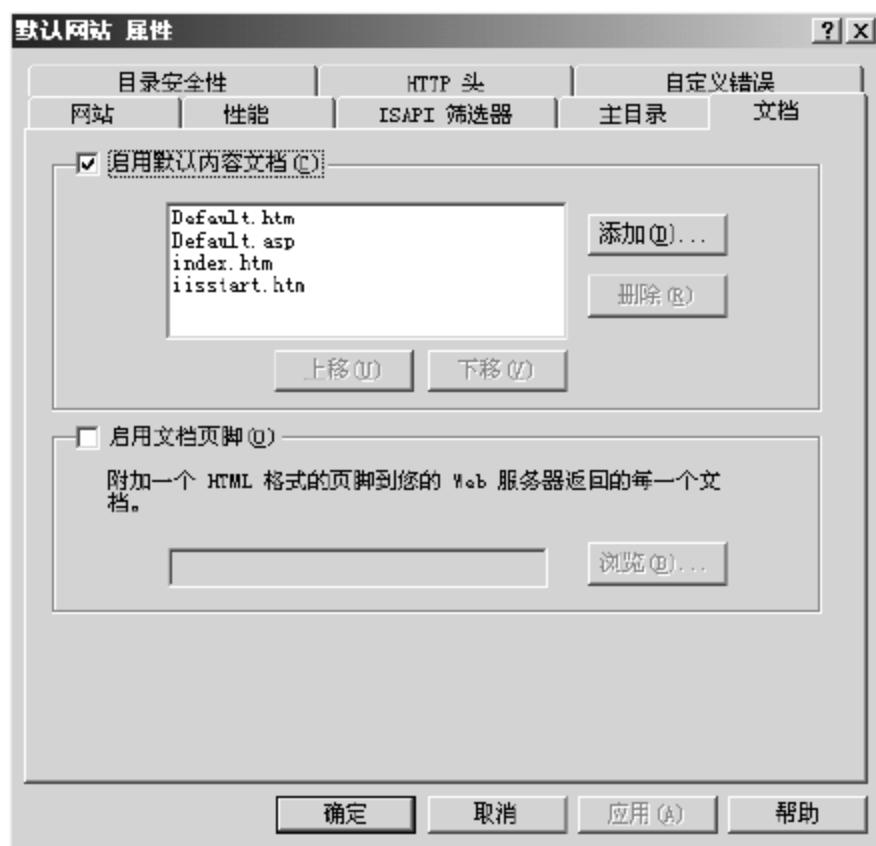 默认网站 属性
目录安全性 HTTP 头 自定义错误
网站 性能 ISAPI 筛选器 主目录 文档
启用默认内容文档(C)
Default.htm
Default.asp
index.htm
iisstart.htm
添加(D)...
删除(R)
上移(U) 下移(V)
启用文档页脚(O)
附加一个 HTML 格式的页脚到您的 Web 服务器返回的每一个文
档。
浏览(B)...
确定 取消 应用(A) 帮助